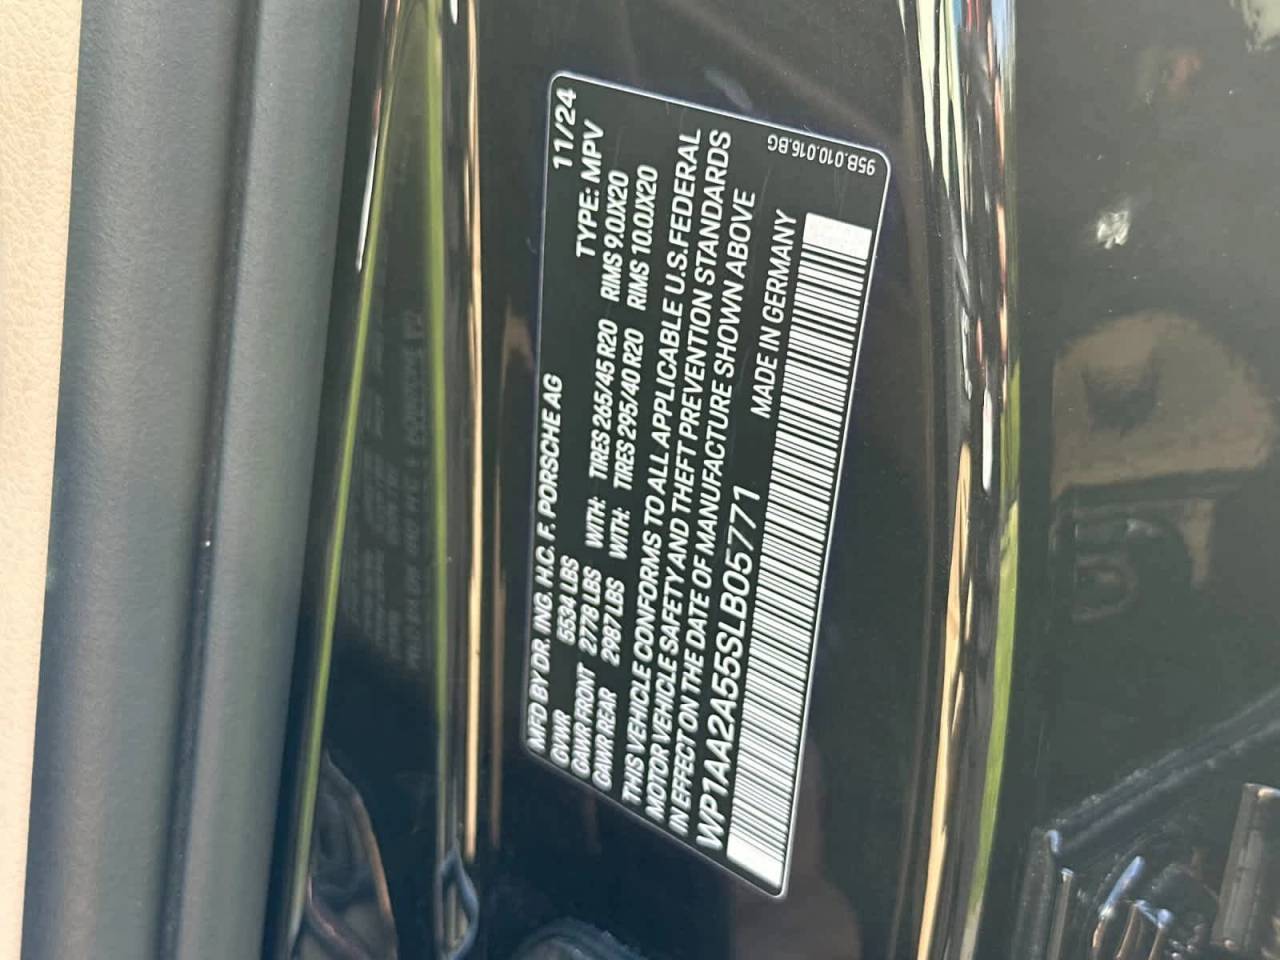 MFD BY DR. ING. H.C. F. PORSCHE AG 11/24
GVWR 5534 LBS TYPE: MPV
GAWR FRONT 2778 LBS WITH: TIRES 265/45 R20 RIMS 9.0JX20
GAWR REAR 2987 LBS WITH: TIRES 295/40 R20 RIMS 10.0JX20
THIS VEHICLE CONFORMS TO ALL APPLICABLE U.S.FEDERAL
MOTOR VEHICLE SAFETY AND THEFT PREVENTION STANDARDS
IN EFFECT ON THE DATE OF MANUFACTURE SHOWN ABOVE
WP1AA2A55SLB05771 MADE IN GERMANY
95B.010.016.BG